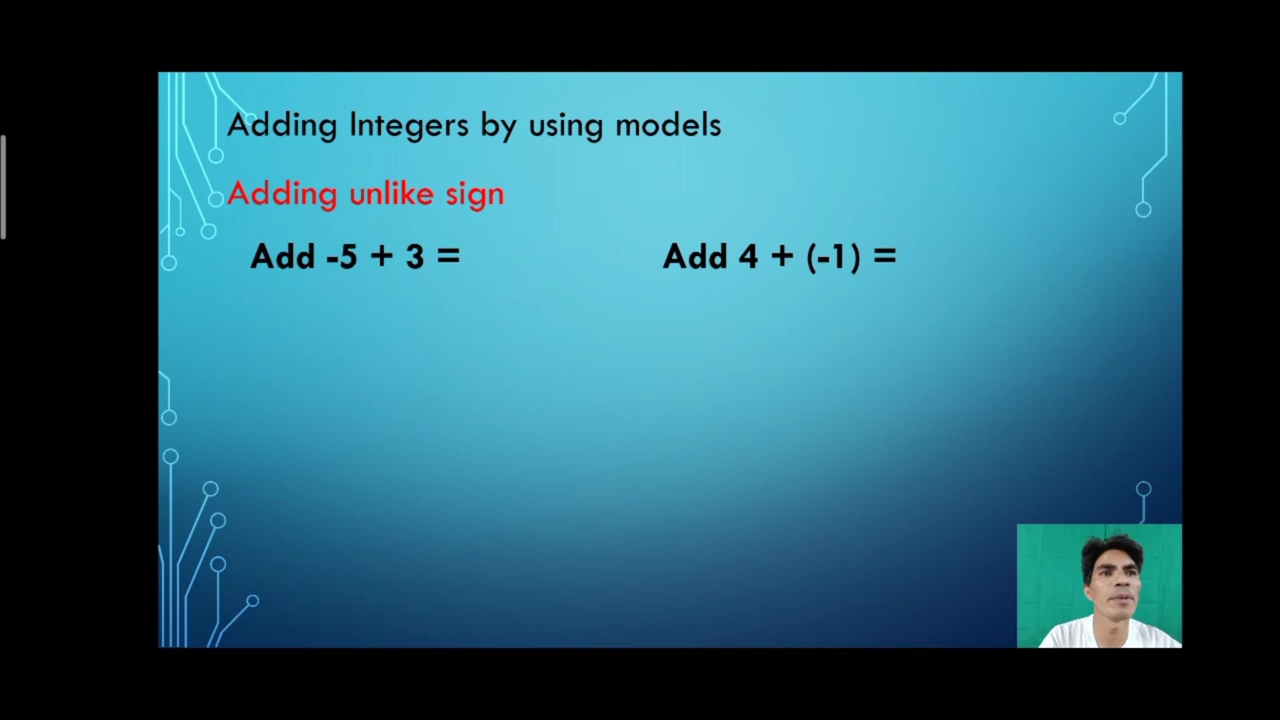 Adding Integers by using models
Adding unlike sign
Add -5 + 3 =
Add 4 + (-1) =